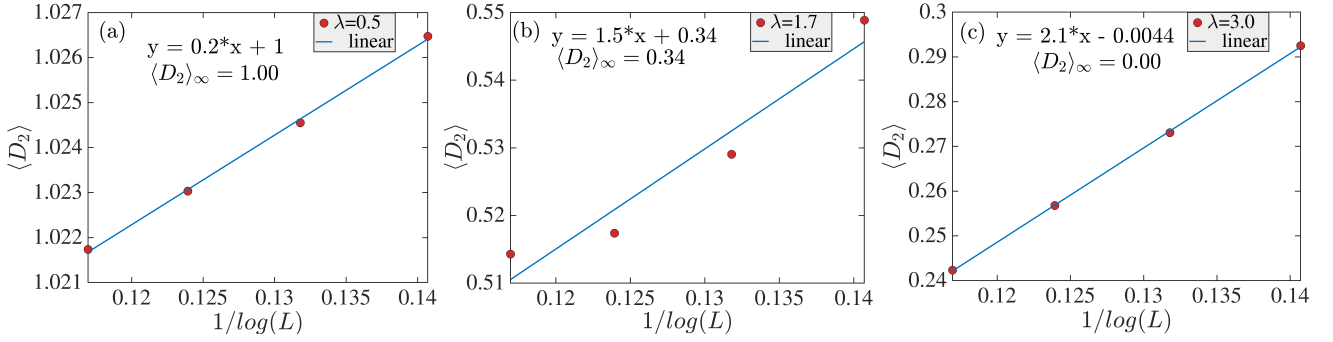 (a)
λ=0.5
linear
y = 0.2*x + 1
⟨D₂⟩∞ = 1.00
1.027
1.026
1.025
1.024
1.023
1.022
1.021
⟨D₂⟩
0.12 0.125 0.13 0.135 0.14
1/log(L)
(b)
λ=1.7
linear
y = 1.5*x + 0.34
⟨D₂⟩∞ = 0.34
0.55
0.54
0.53
0.52
0.51
⟨D₂⟩
0.12 0.125 0.13 0.135 0.14
1/log(L)
(c)
λ=3.0
linear
y = 2.1*x - 0.0044
⟨D₂⟩∞ = 0.00
0.3
0.29
0.28
0.27
0.26
0.25
0.24
⟨D₂⟩
0.12 0.125 0.13 0.135 0.14
1/log(L)